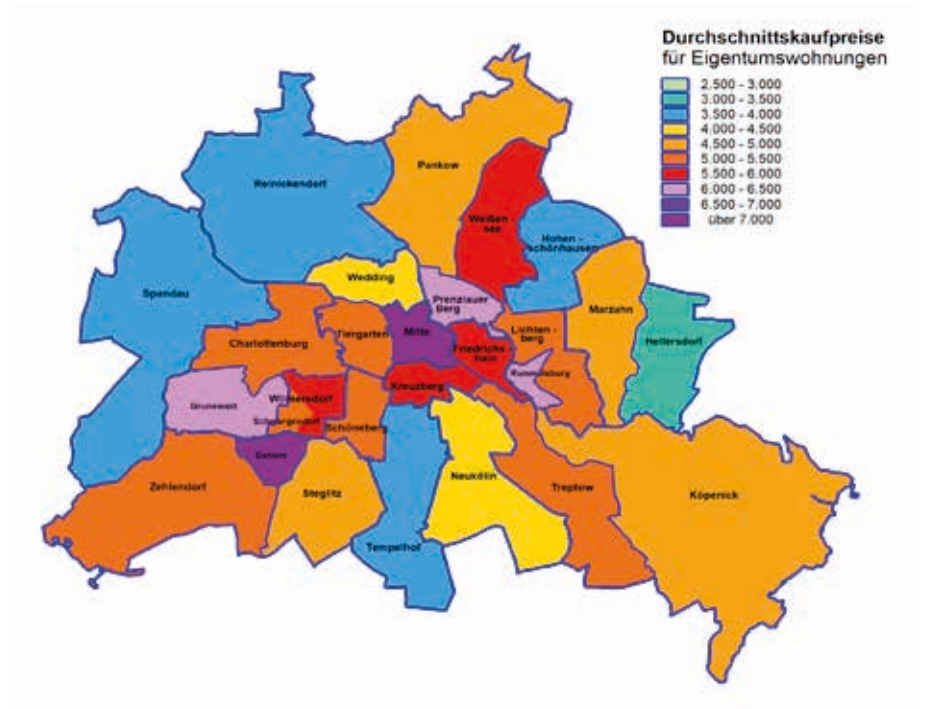 Durchschnittskaufpreise
für Eigentumswohnungen
2.500 - 3.000
3.000 - 3.500
3.500 - 4.000
4.000 - 4.500
4.500 - 5.000
5.000 - 5.500
5.500 - 6.000
6.000 - 6.500
6.500 - 7.000
über 7.000
Pankow
Reinickendorf
Weißen -
see
Hohen -
schönhausen
Wedding
Spandau
Prenzlauer
Berg
Marzahn
Mitte
Tiergarten
Lichten -
berg
Charlottenburg
Hellersdorf
Friedrichs
hain
Rummelsburg
Kreuzberg
Grunewald
Wilmersdorf
Schmargendorf
Schöneberg
Dahlem
Zehlendorf
Steglitz
Neukölln
Treptow
Köpenick
Tempelhof